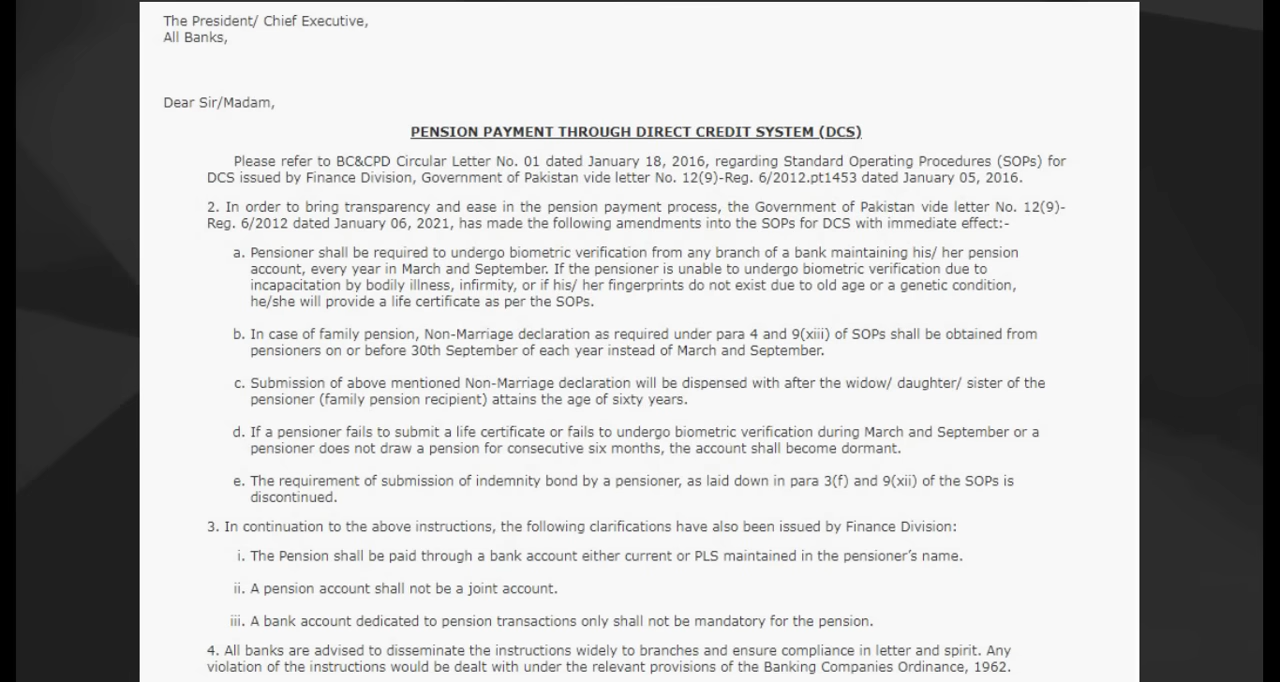 The President/ Chief Executive,
All Banks,
Dear Sir/Madam,
PENSION PAYMENT THROUGH DIRECT CREDIT SYSTEM (DCS)
Please refer to BC&CPD Circular Letter No. 01 dated January 18, 2016, regarding Standard Operating Procedures (SOPs) for
DCS issued by Finance Division, Government of Pakistan vide letter No. 12(9)-Reg. 6/2012.pt1453 dated January 05, 2016.
2. In order to bring transparency and ease in the pension payment process, the Government of Pakistan vide letter No. 12(9)-
Reg. 6/2012 dated January 06, 2021, has made the following amendments into the SOPs for DCS with immediate effect:-
a. Pensioner shall be required to undergo biometric verification from any branch of a bank maintaining his/ her pension
account, every year in March and September. If the pensioner is unable to undergo biometric verification due to
incapacitation by bodily illness, infirmity, or if his/ her fingerprints do not exist due to old age or a genetic condition,
he/she will provide a life certificate as per the SOPs.
b. In case of family pension, Non-Marriage declaration as required under para 4 and 9(xiii) of SOPs shall be obtained from
pensioners on or before 30th September of each year instead of March and September.
c. Submission of above mentioned Non-Marriage declaration will be dispensed with after the widow/ daughter/ sister of the
pensioner (family pension recipient) attains the age of sixty years.
d. If a pensioner fails to submit a life certificate or fails to undergo biometric verification during March and September or a
pensioner does not draw a pension for consecutive six months, the account shall become dormant.
e. The requirement of submission of indemnity bond by a pensioner, as laid down in para 3(f) and 9(xii) of the SOPs is
discontinued.
3. In continuation to the above instructions, the following clarifications have also been issued by Finance Division:
i. The Pension shall be paid through a bank account either current or PLS maintained in the pensioner's name.
ii. A pension account shall not be a joint account.
iii. A bank account dedicated to pension transactions only shall not be mandatory for the pension.
4. All banks are advised to disseminate the instructions widely to branches and ensure compliance in letter and spirit. Any
violation of the instructions would be dealt with under the relevant provisions of the Banking Companies Ordinance, 1962.